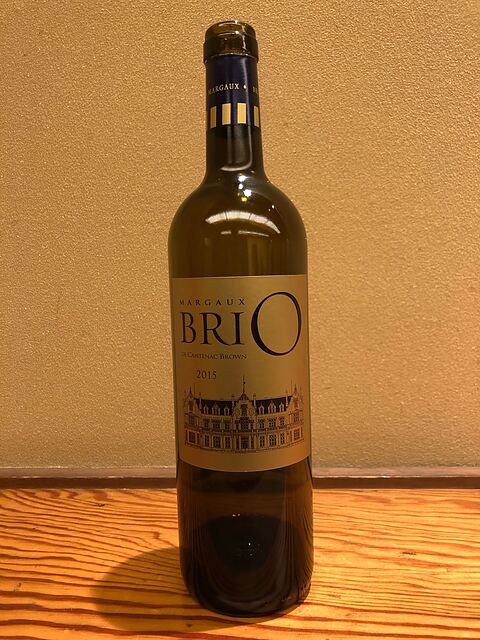 MARGAUX •
MARGAUX
BRIO
DE CANTENAC BROWN
2015